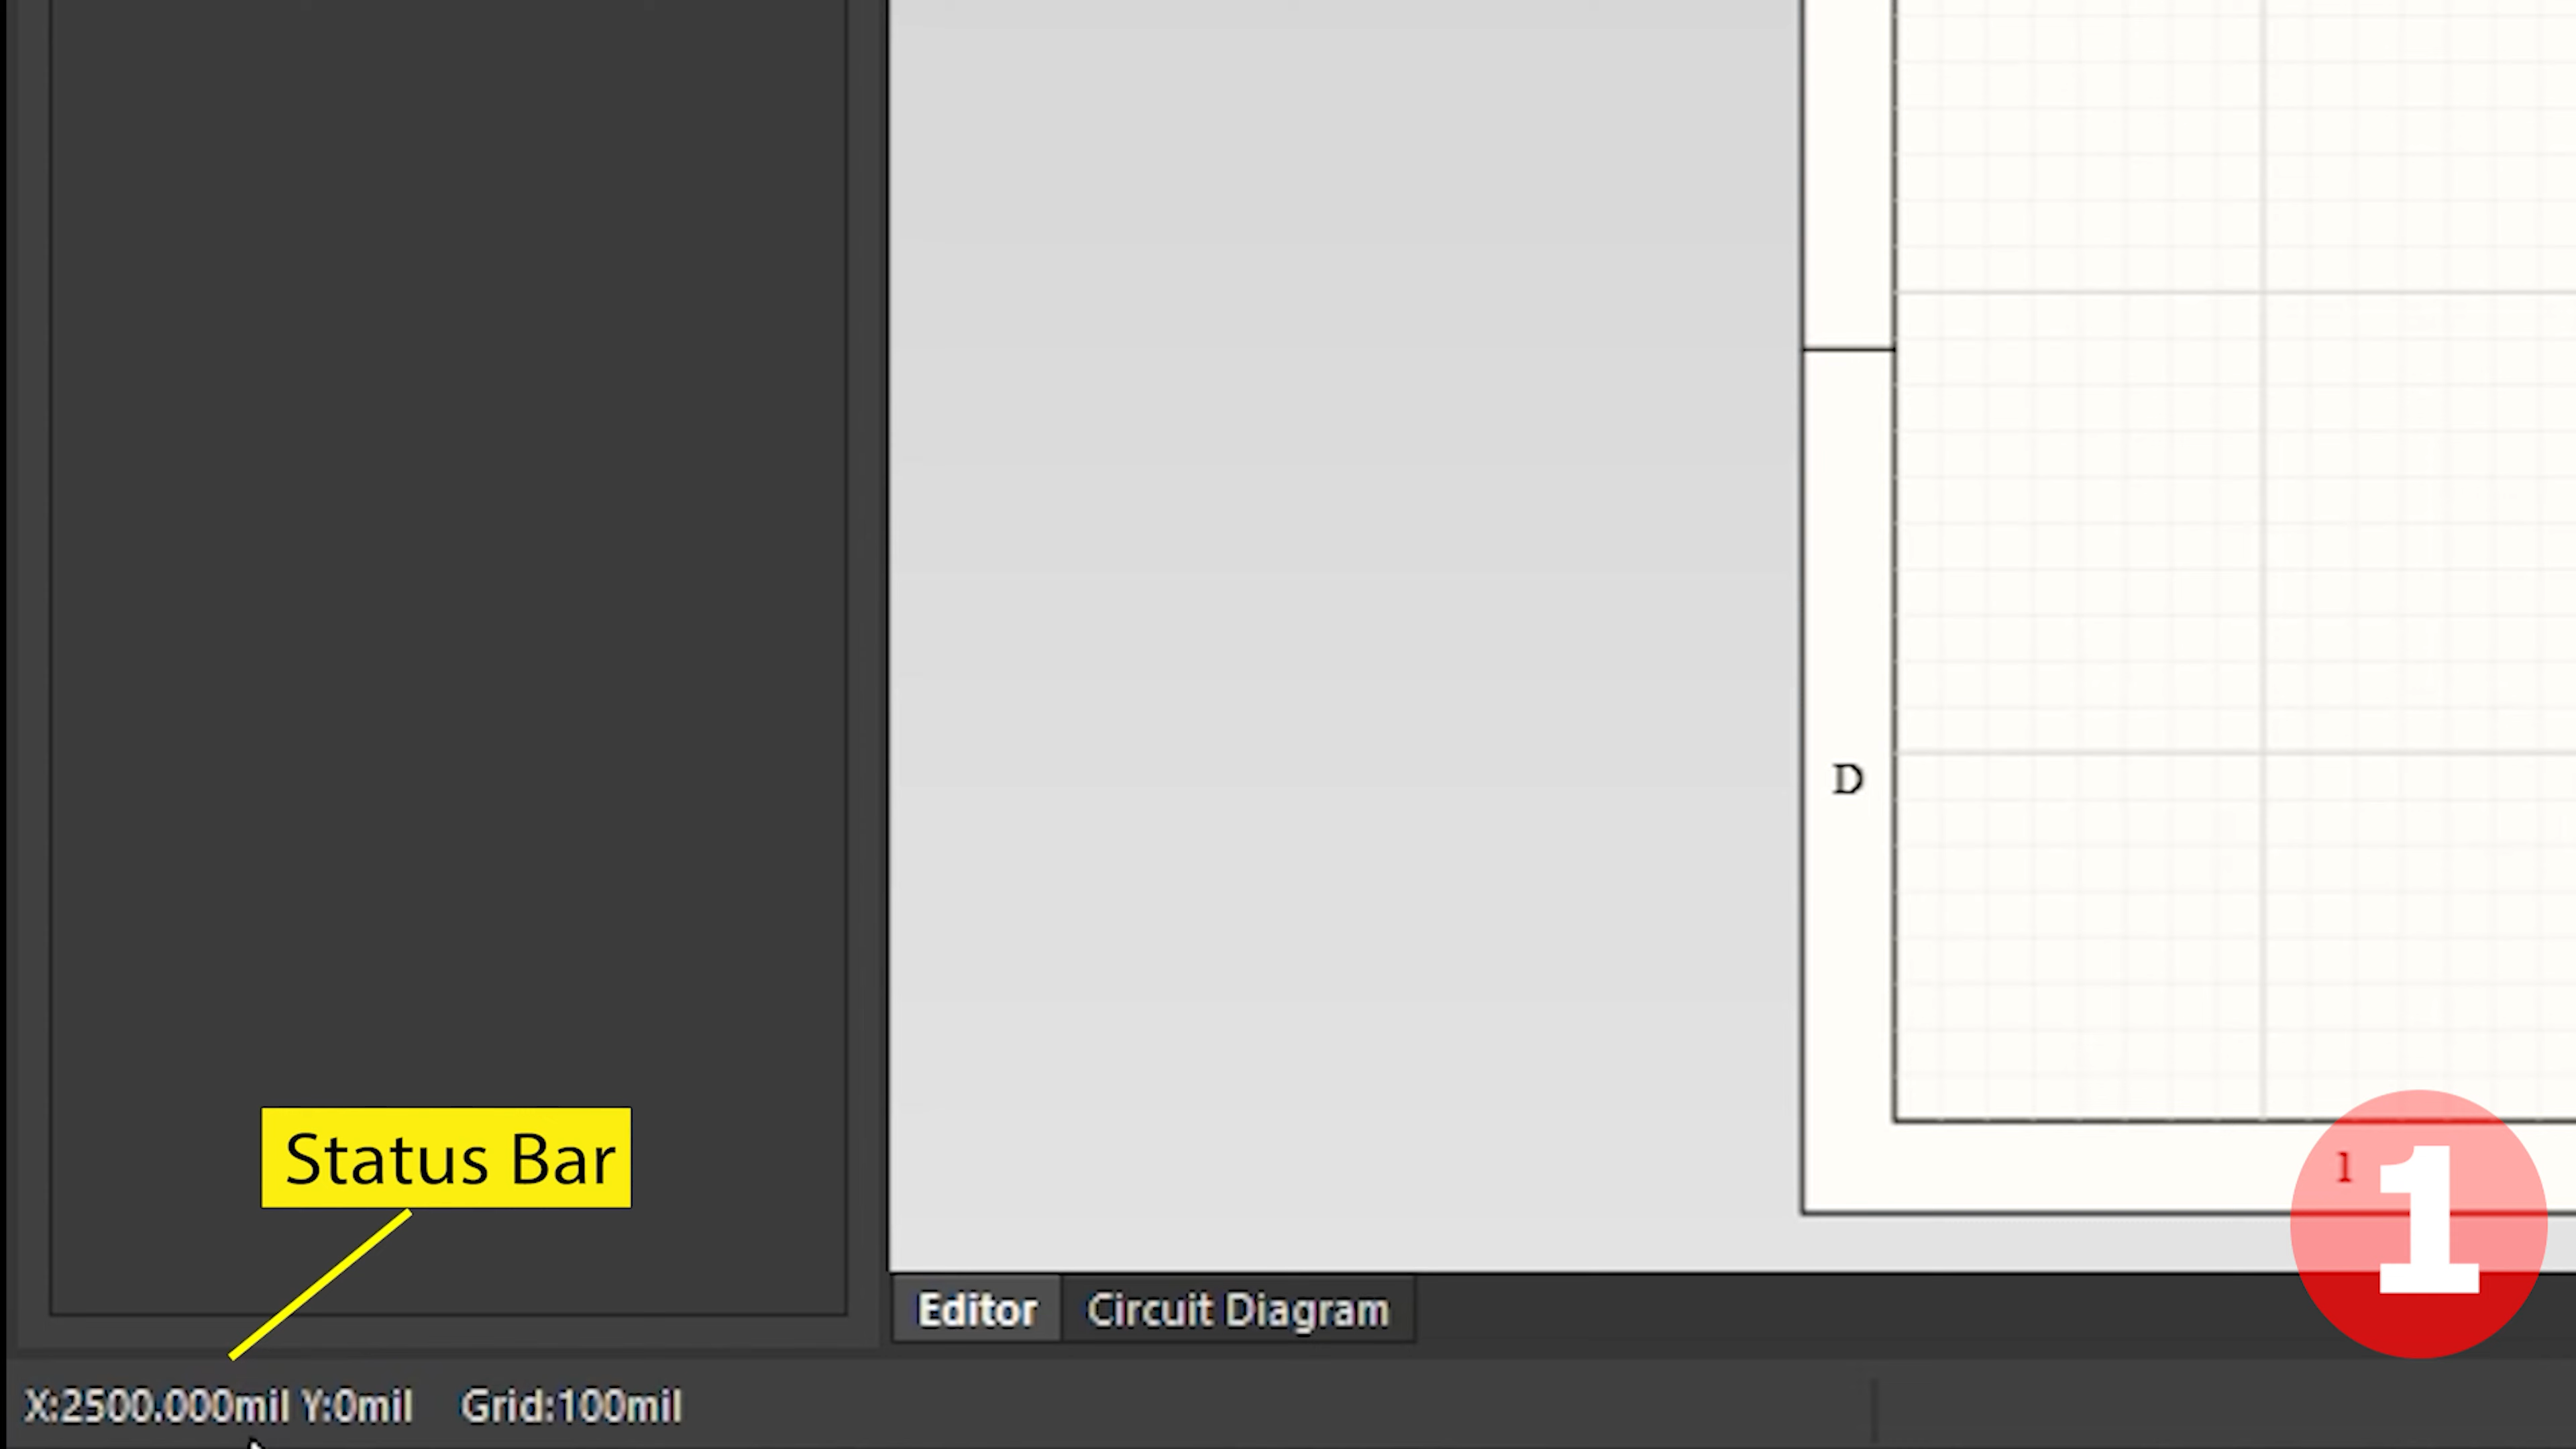 D
Status Bar
1
1
Editor Circuit Diagram
X:2500.000mil Y:0mil Grid:100mil